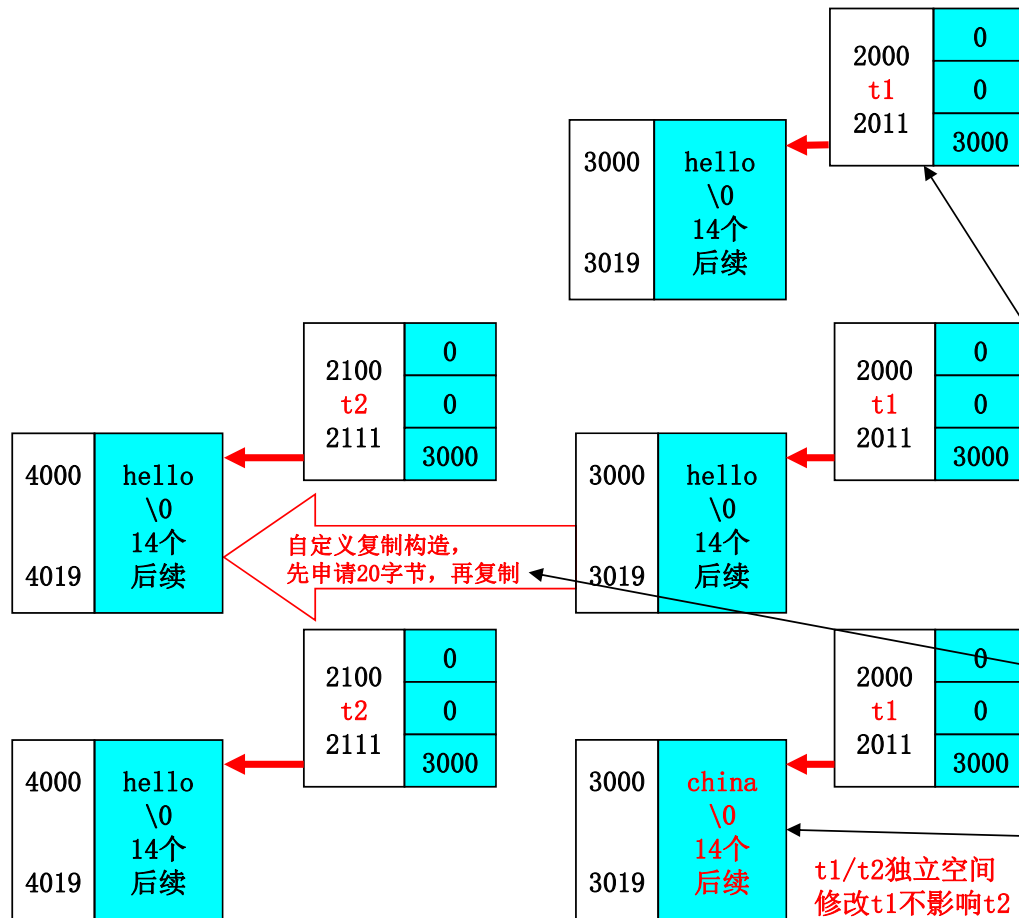 2000
t1
2011
0
0
3000
3000
3019
hello
\0
14个
后续
2100
t2
2111
0
0
3000
2000
t1
2011
0
0
3000
4000
4019
hello
\0
14个
后续
自定义复制构造，
先申请20字节，再复制
3000
3019
hello
\0
14个
后续
2100
t2
2111
0
0
3000
2000
t1
2011
0
0
3000
4000
4019
hello
\0
14个
后续
3000
3019
china
\0
14个
后续
t1/t2独立空间
修改t1不影响t2